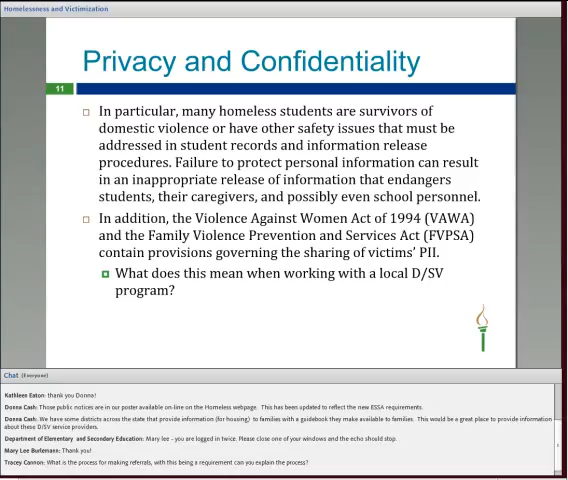 Homelessness and Victimization
Privacy and Confidentiality
11
In particular, many homeless students are survivors of
domestic violence or have other safety issues that must be
addressed in student records and information release
procedures. Failure to protect personal information can result
in an inappropriate release of information that endangers
students, their caregivers, and possibly even school personnel.
In addition, the Violence Against Women Act of 1994 (VAWA)
and the Family Violence Prevention and Services Act (FVPSA)
contain provisions governing the sharing of victims' PII.
What does this mean when working with a local D/SV
program?
Chat (Everyone)
Kathleen Eaton: thank you Donna!
Donna Cash: Those public notices are in our poster available on-line on the Homeless webpage. This has been updated to reflect the new ESSA requirements.
Donna Cash: We have some districts across the state that provide information (for housing) to families with a guidebook they make available to families. This would be a great place to provide information
about those D/SV service providers.
Department of Elementary and Secondary Education: Mary lee - you are logged in twice. Please close one of your windows and the echo should stop.
Mary Lee Burlemann: Thank you!
Tracey Cannon: What is the process for making referrals, with this being a requirement can you explain the process?